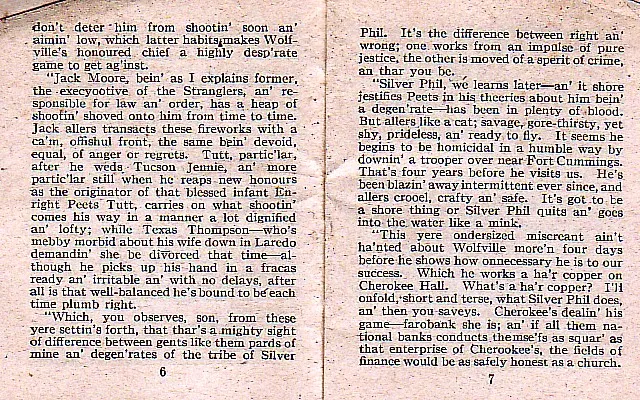 don't deter him from shootin' soon an'
aimin' low, which latter habits makes Wolf-
ville's honoured chief a highly desp'rate
game to get ag'inst.
"Jack Moore, bein' as I explains former,
the execyootive of the Stranglers, an' re-
sponsible for law an' order, has a heap of
shootin' shoved onto him from time to time.
Jack allers transacts these fireworks with a
ca'm, offishul front, the same bein' devoid,
equal, of anger or regrets. Tutt, partic'lar,
after he weds Tucson Jennie, an' more
partic'lar still when he reaps new honours
as the originator of that blessed infant En-
right Peets Tutt, carries on what shootin'
comes his way in a manner a lot dignified
an' lofty; while Texas Thompson—who's
mebby morbid about his wife down in Laredo
demandin' she be divorced that time—al-
though he picks up his hand in a fracas
ready an' irritable an' with no delays, after
all is that well-balanced he's bound to be each
time plumb right.
"Which, you observes, son, from these
yere settin's forth, that thar's a mighty sight
of difference between gents like them pards of
mine an' degen'rates of the tribe of Silver
6
Phil. It's the difference between right an'
wrong; one works from an impulse of pure
jestice, the other is moved of a sperit of crime,
an thar you be.
"Silver Phil, we learns later—an' it shore
jestifies Peets in his theeries about him bein'
a degen'rate—has been in plenty of blood.
But allers like a cat; savage, gore-thirsty, yet
shy, prideless, an' ready to fly. It seems he
begins to be homicidal in a humble way by
downin' a trooper over near Fort Cummings.
That's four years before he visits us. He's
been blazin' away intermittent ever since, and
allers crooel, crafty an' safe. It's got to be
a shore thing or Silver Phil quits an' goes
into the water like a mink.
"This yere ondersized miscreant ain't
ha'nted about Wolfville more'n four days
before he shows how onnecessary he is to our
success. Which he works a ha'r copper on
Cherokee Hall. What's a ha'r copper? I'll
onfold, short and terse, what Silver Phil does,
an' then you saveys. Cherokee's dealin' his
game—farobank she is; an' if all them na-
tional banks conducts themse'fs as squar' as
that enterprise of Cherookee's, the fields of
finance would be as safely honest as a church.
7